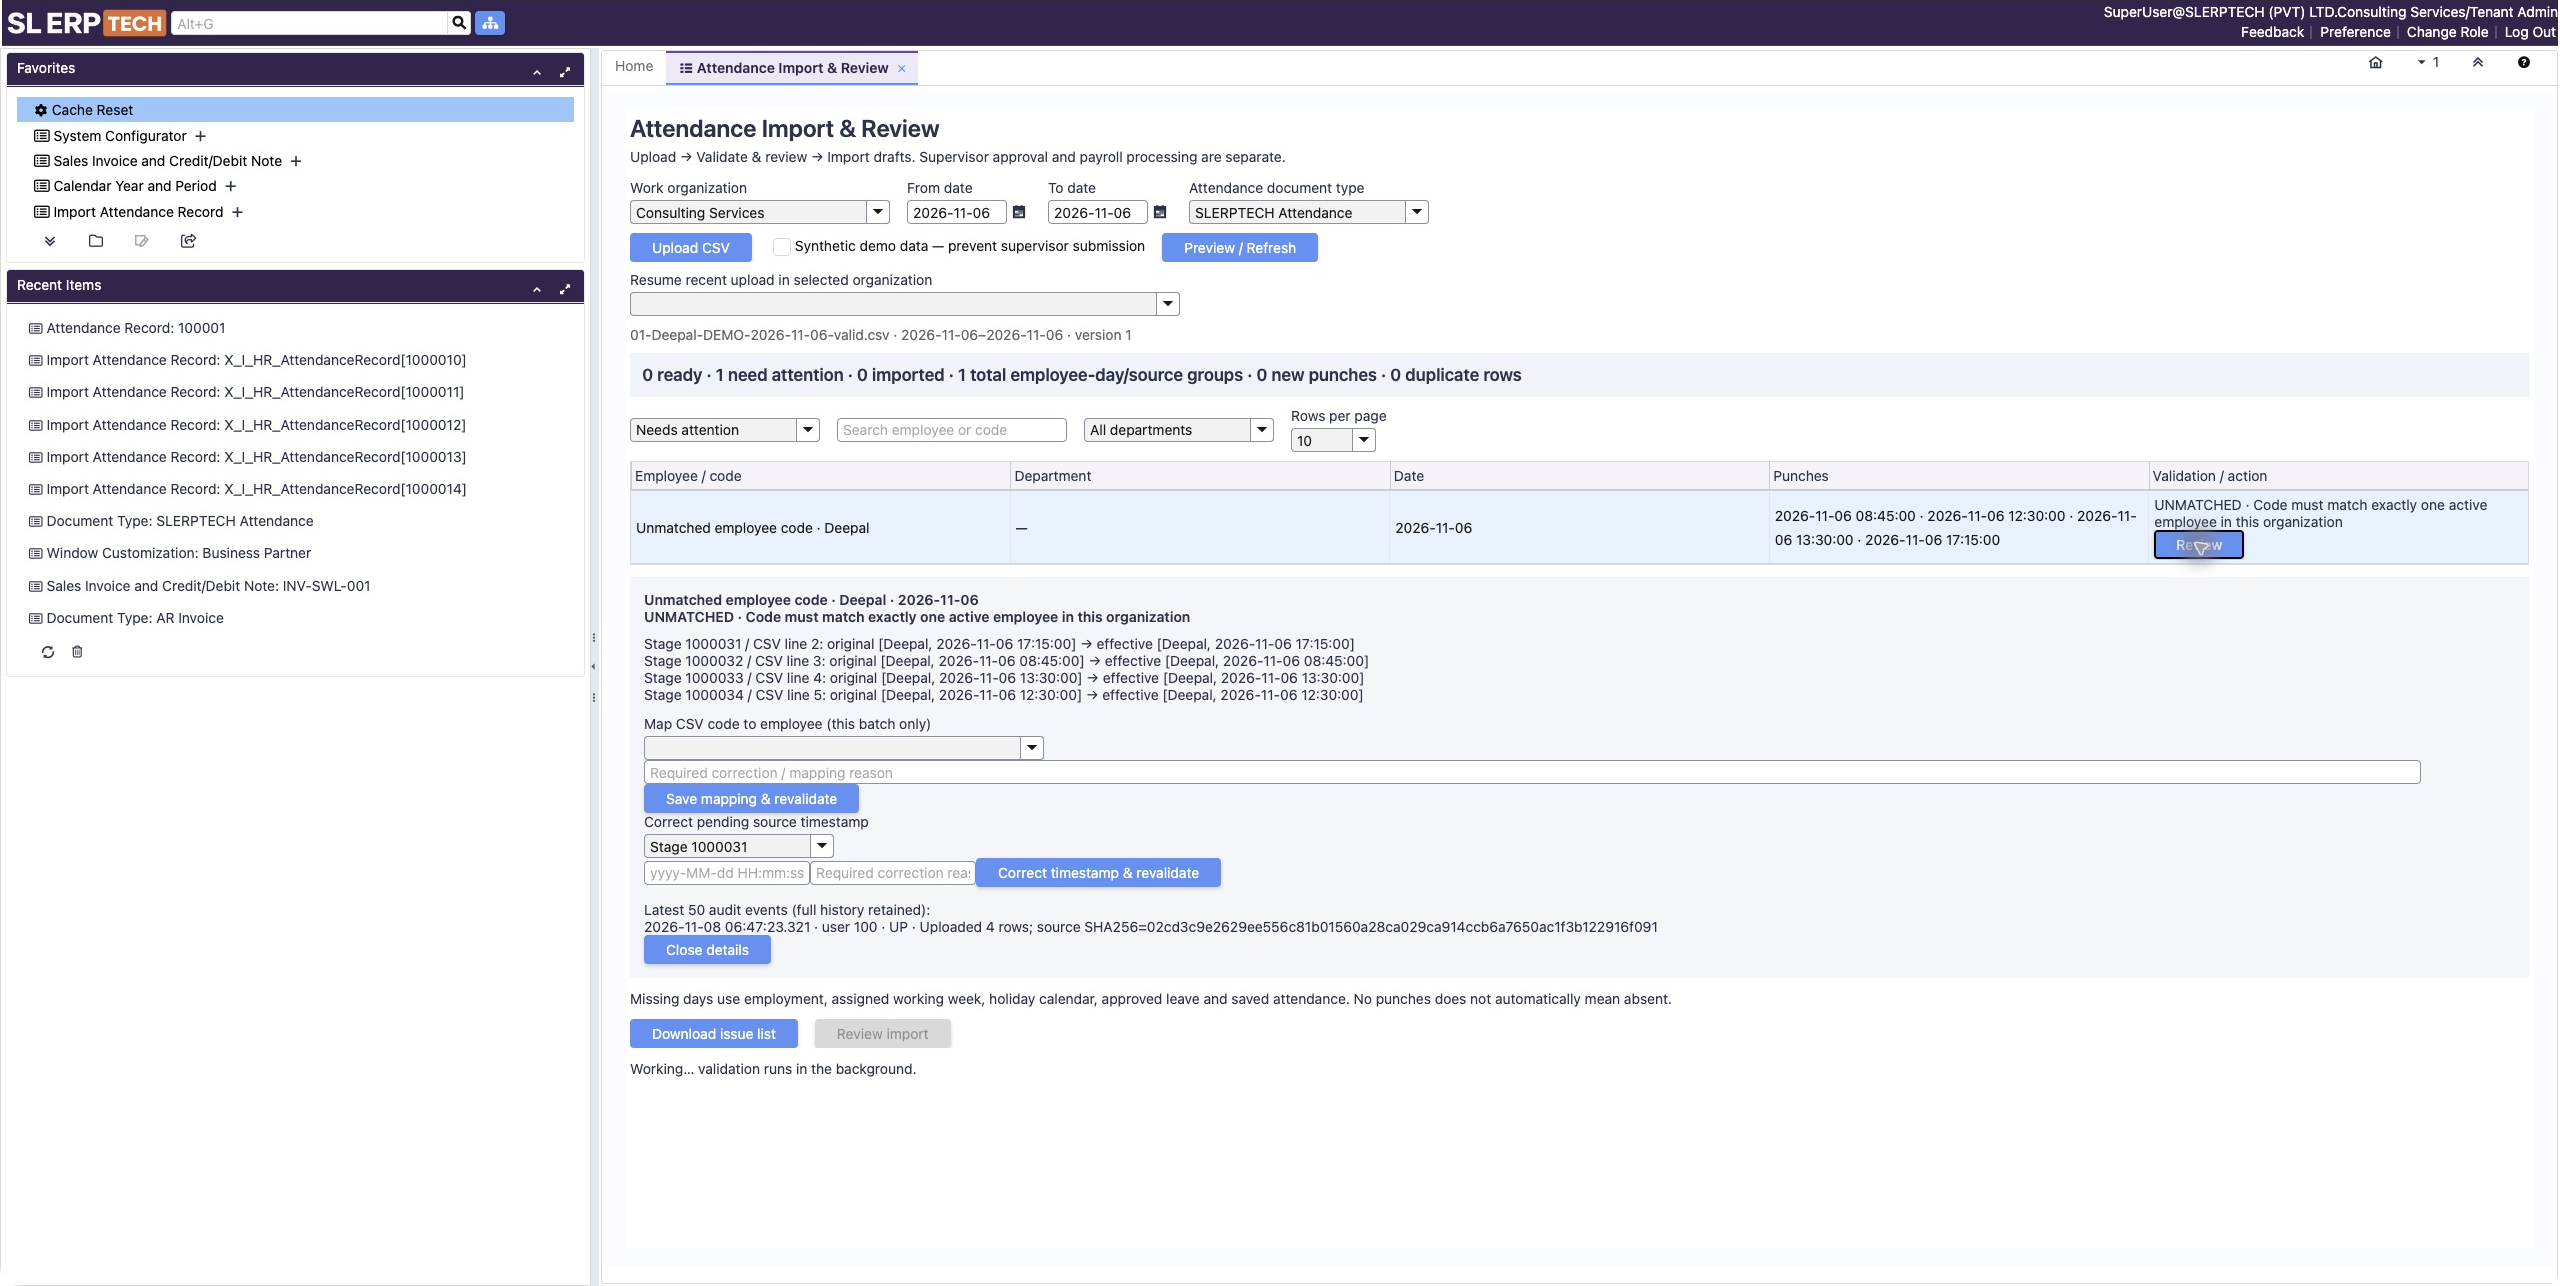 SLERPTECH
Alt+G
SuperUser@SLERPTECH (PVT) LTD.Consulting Services/Tenant Admin
Feedback | Preference | Change Role | Log Out
Favorites
Cache Reset
System Configurator +
Sales Invoice and Credit/Debit Note +
Calendar Year and Period +
Import Attendance Record +
Recent Items
Attendance Record: 100001
Import Attendance Record: X_I_HR_AttendanceRecord[1000010]
Import Attendance Record: X_I_HR_AttendanceRecord[1000011]
Import Attendance Record: X_I_HR_AttendanceRecord[1000012]
Import Attendance Record: X_I_HR_AttendanceRecord[1000013]
Import Attendance Record: X_I_HR_AttendanceRecord[1000014]
Document Type: SLERPTECH Attendance
Window Customization: Business Partner
Sales Invoice and Credit/Debit Note: INV-SWL-001
Document Type: AR Invoice
Home
Attendance Import & Review ×
1
Attendance Import & Review
Upload → Validate & review → Import drafts. Supervisor approval and payroll processing are separate.
Work organization
From date
To date
Attendance document type
Consulting Services
2026-11-06
2026-11-06
SLERPTECH Attendance
Upload CSV
Synthetic demo data — prevent supervisor submission
Preview / Refresh
Resume recent upload in selected organization
01-Deepal-DEMO-2026-11-06-valid.csv · 2026-11-06–2026-11-06 · version 1
0 ready · 1 need attention · 0 imported · 1 total employee-day/source groups · 0 new punches · 0 duplicate rows
Rows per page
Needs attention
Search employee or code
All departments
10
Employee / code
Department
Date
Punches
Validation / action
Unmatched employee code · Deepal
—
2026-11-06
2026-11-06 08:45:00 · 2026-11-06 12:30:00 · 2026-11-
06 13:30:00 · 2026-11-06 17:15:00
UNMATCHED · Code must match exactly one active
employee in this organization
Review
Unmatched employee code · Deepal · 2026-11-06
UNMATCHED · Code must match exactly one active employee in this organization
Stage 1000031 / CSV line 2: original [Deepal, 2026-11-06 17:15:00] → effective [Deepal, 2026-11-06 17:15:00]
Stage 1000032 / CSV line 3: original [Deepal, 2026-11-06 08:45:00] → effective [Deepal, 2026-11-06 08:45:00]
Stage 1000033 / CSV line 4: original [Deepal, 2026-11-06 13:30:00] → effective [Deepal, 2026-11-06 13:30:00]
Stage 1000034 / CSV line 5: original [Deepal, 2026-11-06 12:30:00] → effective [Deepal, 2026-11-06 12:30:00]
Map CSV code to employee (this batch only)
Required correction / mapping reason
Save mapping & revalidate
Correct pending source timestamp
Stage 1000031
yyyy-MM-dd HH:mm:ss
Required correction rea
Correct timestamp & revalidate
Latest 50 audit events (full history retained):
2026-11-08 06:47:23.321 · user 100 · UP · Uploaded 4 rows; source SHA256=02cd3c9e2629ee556c81b01560a28ca029ca914ccb6a7650ac1f3b122916f091
Close details
Missing days use employment, assigned working week, holiday calendar, approved leave and saved attendance. No punches does not automatically mean absent.
Download issue list
Review import
Working... validation runs in the background.